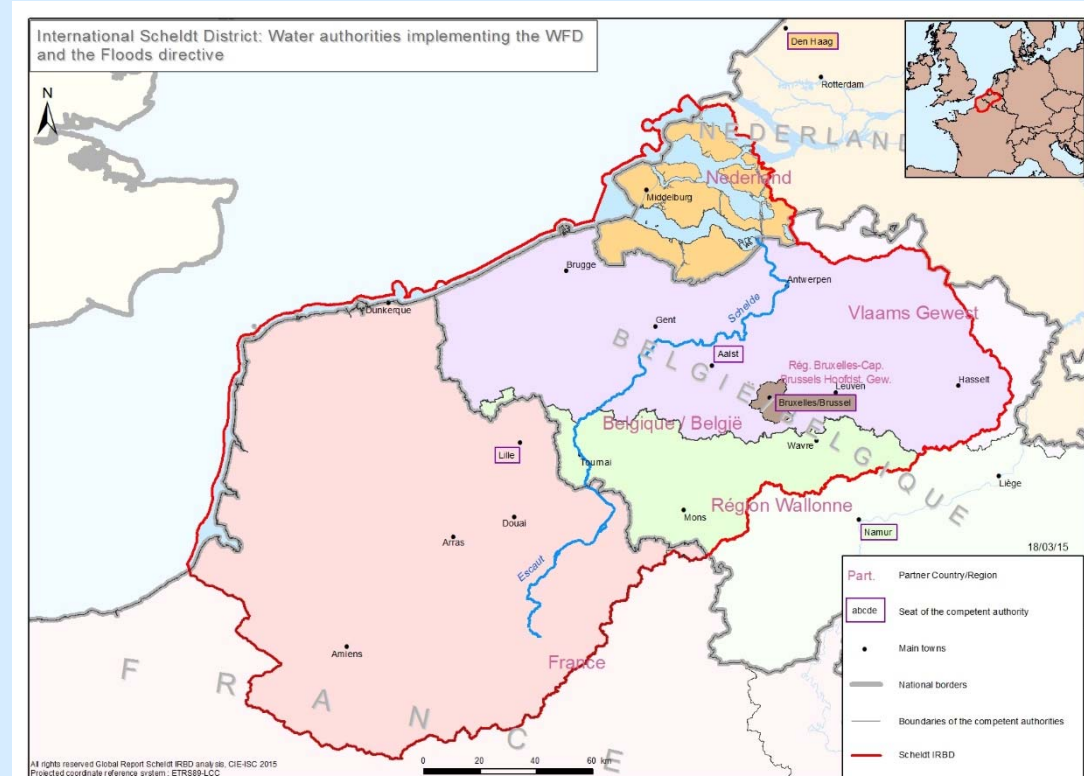 International Scheldt District: Water authorities implementing the WFD
and the Floods directive
N
Den Haag
Rotterdam
NEDERLAND
Nederland
Middelburg
Brugge
Antwerpen
Schelde
Vlaams Gewest
Dunkerque
Gent
BELGIË/BELGIQUE
Aalst
Rég. Bruxelles-Cap.
Brussels Hoofdst. Gew.
Leuven
Hasselt
Bruxelles/Brussel
Belgique / België
Lille
Tournai
Wavre
Liège
Région Wallonne
Mons
Namur
Douai
Arras
Escaut
18/03/15
Amiens
France
FRANCE
Part. Partner Country/Region
abcde Seat of the competent authority
Main towns
National borders
Boundaries of the competent authorities
Scheldt IRBD
All rights reserved Global Report Scheldt IRBD analysis, CIE-ISC 2015
Projected coordinate reference system : ETRS89-LCC
0 20 40 60 km